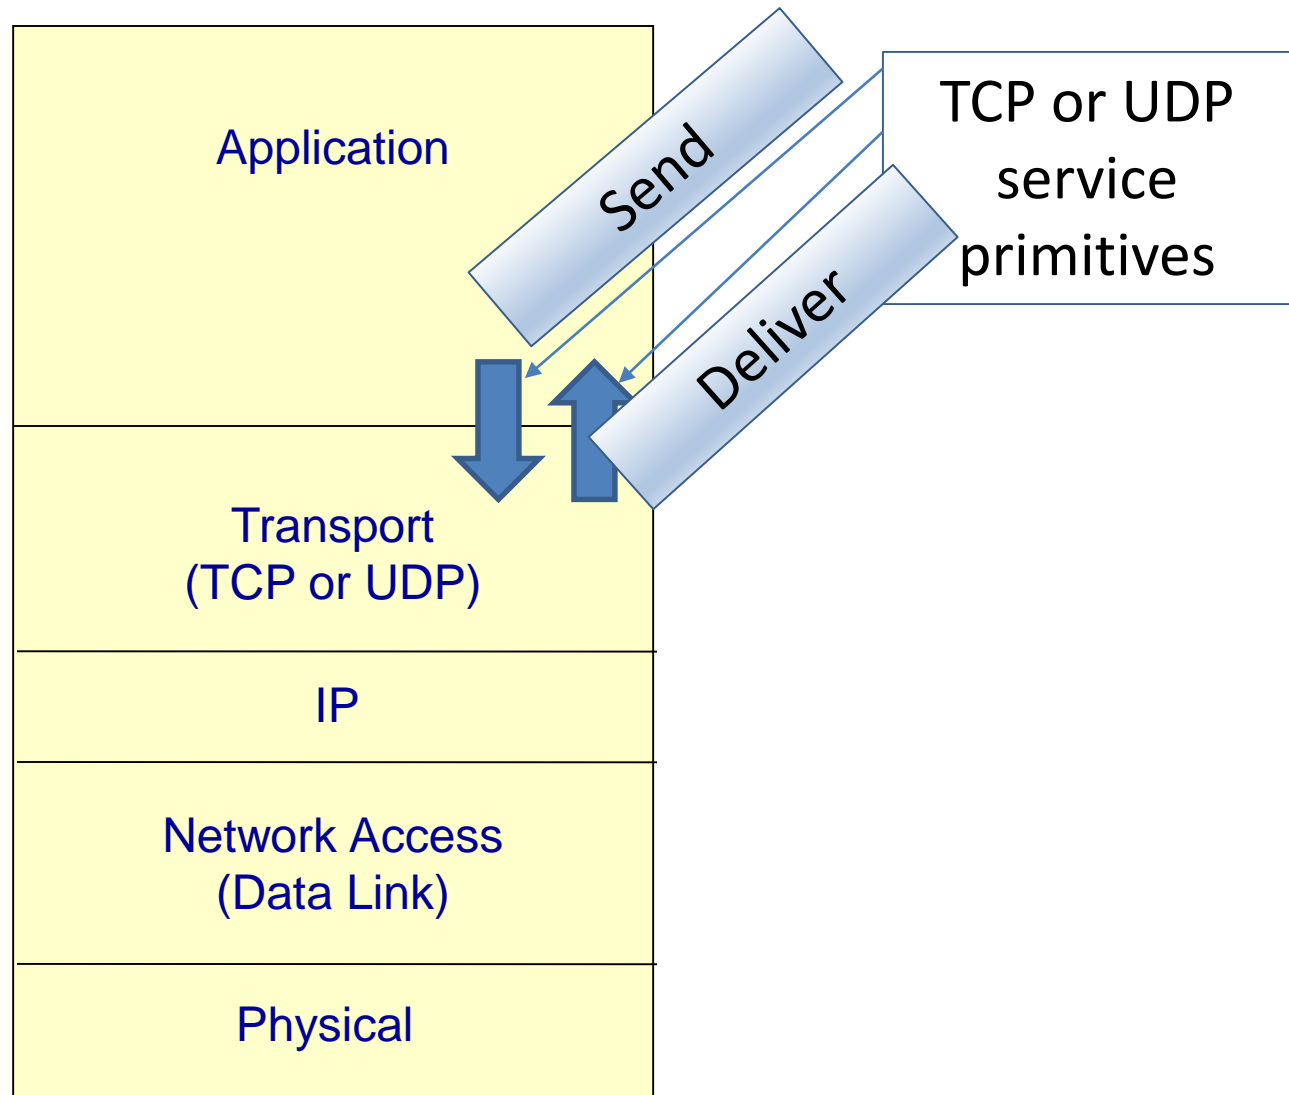 Application
Send
TCP or UDP
service
primitives
Deliver
Transport
(TCP or UDP)
IP
Network Access
(Data Link)
Physical